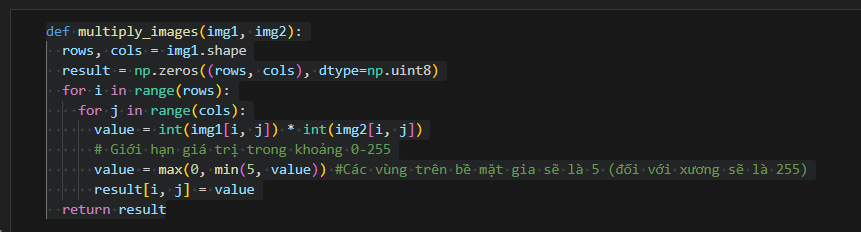 def multiply_images(img1, img2):
  rows, cols = img1.shape
  result = np.zeros((rows, cols), dtype=np.uint8)
  for i in range(rows):
    for j in range(cols):
      value = int(img1[i, j]) * int(img2[i, j])
      # Giới hạn giá trị trong khoảng 0-255
      value = max(0, min(5, value)) #Các vùng trên bề mặt gia sẽ là 5 (đối với xương sẽ là 255)
      result[i, j] = value
  return result